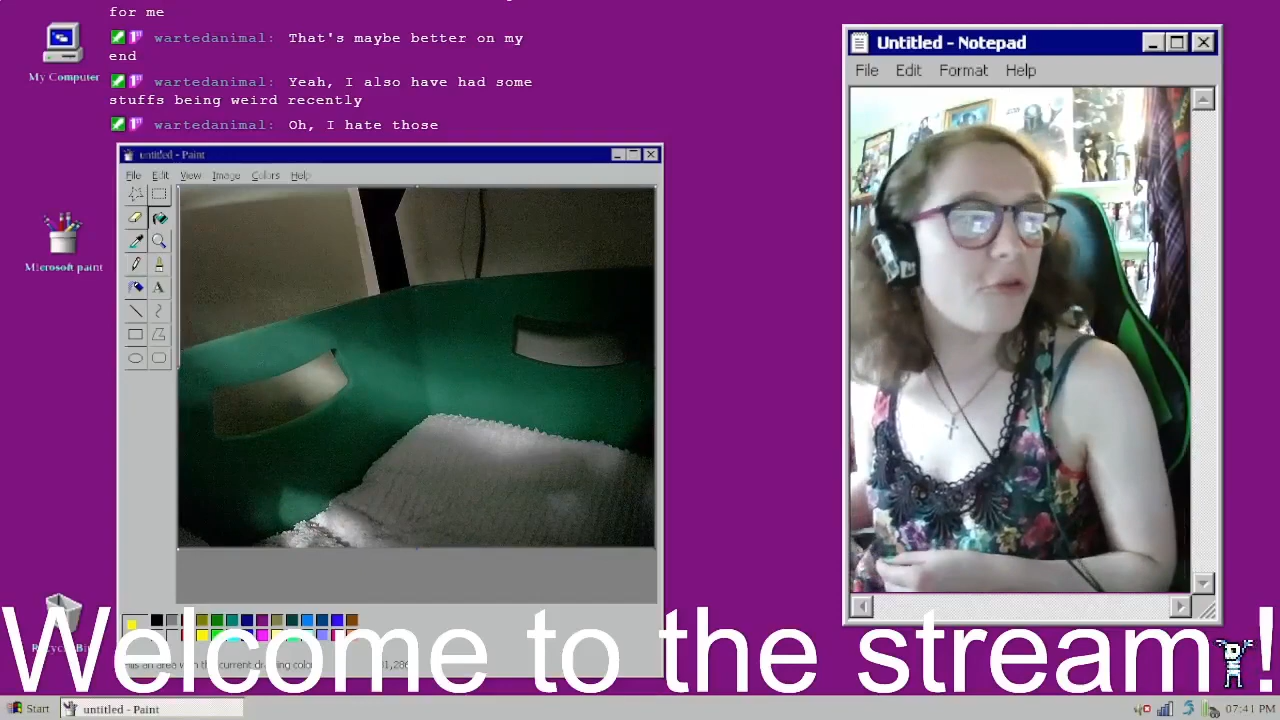 for me
wartedanimal: That's maybe better on my
end
wartedanimal: Yeah, I also have had some
stuffs being weird recently
wartedanimal: Oh, I hate those
My Computer
Microsoft paint
untitled - Paint
File Edit View Image Colors Help
A
Untitled - Notepad
File Edit Format Help
Welcome to the stream !
Start
untitled - Paint
07:41 PM